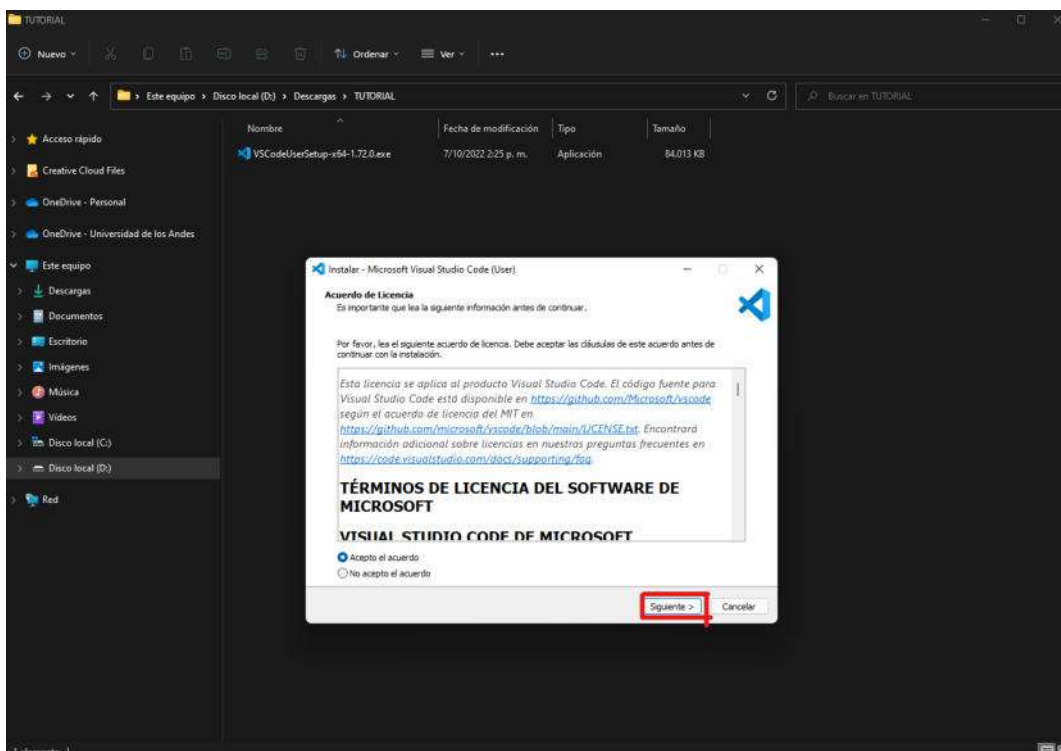 TUTORIAL
Nuevo
Ordenar
Ver
Este equipo > Disco local (D:) > Descargas > TUTORIAL
Buscar en TUTORIAL
Nombre Fecha de modificación Tipo Tamaño
VSCodeUserSetup-x64-1.72.0.exe 7/10/2022 2:25 p. m. Aplicación 84.013 KB
Acceso rápido
Creative Cloud Files
OneDrive - Personal
OneDrive - Universidad de los Andes
Este equipo
Descargas
Documentos
Escritorio
Imágenes
Música
Vídeos
Disco local (C:)
Disco local (D:)
Red
Instalar - Microsoft Visual Studio Code (User)
Acuerdo de Licencia
Es importante que lea la siguiente información antes de continuar.
Por favor, lea el siguiente acuerdo de licencia. Debe aceptar las cláusulas de este acuerdo antes de
continuar con la instalación.
Esta licencia se aplica al producto Visual Studio Code. El código fuente para
Visual Studio Code está disponible en https://github.com/Microsoft/vscode
según el acuerdo de licencia del MIT en
https://github.com/microsoft/vscode/blob/main/LICENSE.txt. Encontrará
información adicional sobre licencias en nuestras preguntas frecuentes en
https://code.visualstudio.com/docs/supporting/faq.
TÉRMINOS DE LICENCIA DEL SOFTWARE DE
MICROSOFT
VISUAL STUDIO CODE DE MICROSOFT
Acepto el acuerdo
No acepto el acuerdo
Siguiente > Cancelar